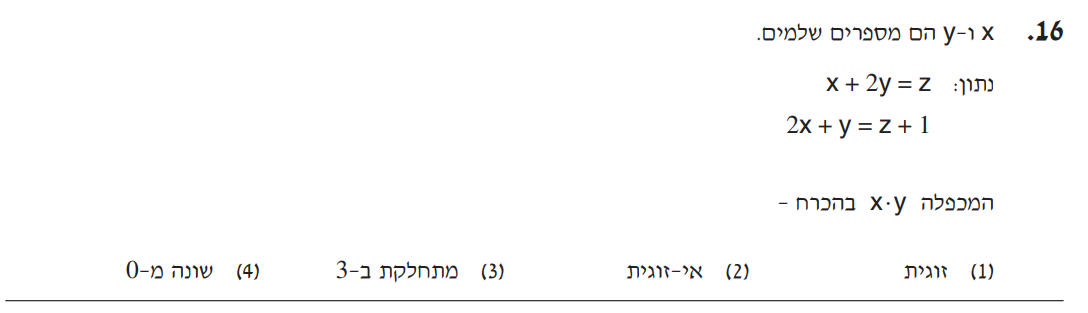 16. x ו-y הם מספרים שלמים.
נתון: x + 2y = z
2x + y = z + 1
המכפלה x·y בהכרח -
(1) זוגית (2) אי-זוגית (3) מתחלקת ב-3 (4) שונה מ-0